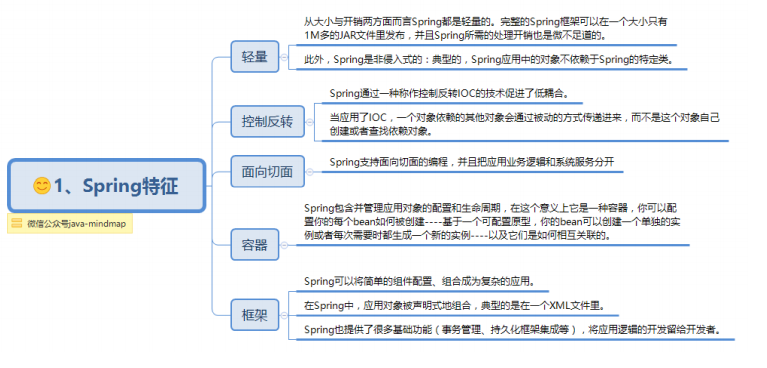 从大小与开销两方面而言Spring都是轻量的。完整的Spring框架可以在一个大小只有
1M多的JAR文件里发布，并且Spring所需的处理开销也是微不足道的。
轻量
此外，Spring是非侵入式的：典型的，Spring应用中的对象不依赖于Spring的特定类。
Spring通过一种称作控制反转IOC的技术促进了低耦合。
控制反转
当应用了IOC，一个对象依赖的其他对象会通过被动的方式传递进来，而不是这个对象自己
创建或者查找依赖对象。
面向切面
Spring支持面向切面的编程，并且把应用业务逻辑和系统服务分开
1、Spring特征
微信公众号java-mindmap
Spring包含并管理应用对象的配置和生命周期，在这个意义上它是一种容器，你可以配
置你的每个bean如何被创建----基于一个可配置原型，你的bean可以创建一个单独的实
例或者每次需要时都生成一个新的实例----以及它们是如何相互关联的。
容器
Spring可以将简单的组件配置、组合成为复杂的应用。
框架
在Spring中，应用对象被声明式地组合，典型的是在一个XML文件里。
Spring也提供了很多基础功能（事务管理、持久化框架集成等），将应用逻辑的开发留给开发者。